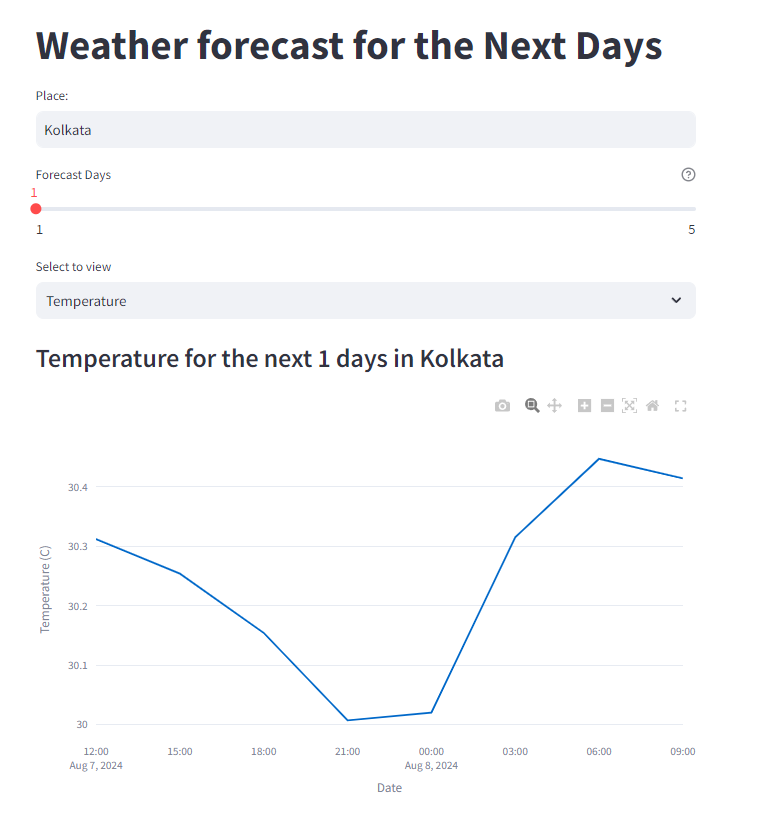 Weather forecast for the Next Days
Place:
Kolkata
Forecast Days
1
1 5
Select to view
Temperature
Temperature for the next 1 days in Kolkata
30.4
30.3
30.2
30.1
30
Temperature (C)
12:00 15:00 18:00 21:00 00:00 03:00 06:00 09:00
Aug 7, 2024 Aug 8, 2024
Date